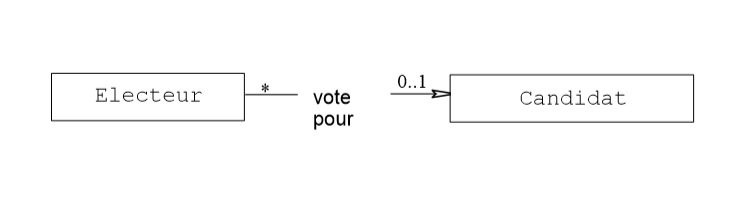 Electeur
*
vote
pour
0..1
Candidat